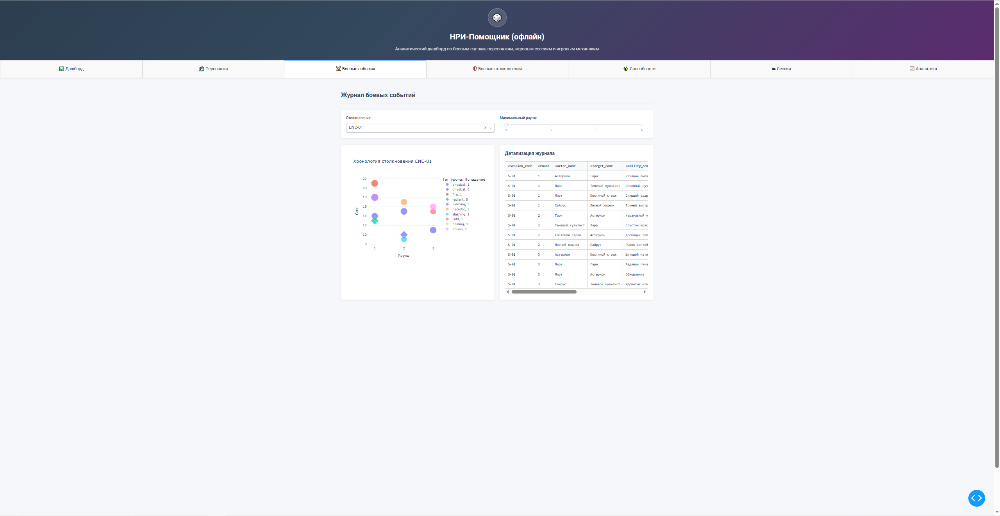 НРИ-Помощник (офлайн)
Аналитический дашборд по боевым сценам, персонажам, игровым сессиям и игровым механикам
Дашборд
Персонажи
Боевые события
Боевые столкновения
Способности
Сессии
Аналитика
Журнал боевых событий
Столкновение:
ENC-01
Минимальный раунд:
1 2 3 4
Хронология столкновения ENC-01
Урон
22
20
18
16
14
12
10
8
1 2 3
Раунд
Тип урона, Попадание
physical, 1
physical, 0
fire, 1
radiant, 0
piercing, 1
necrotic, 1
slashing, 1
cold, 1
healing, 1
poison, 1
Детализация журнала
session_code round actor_name target_name ability_nam
S-01 1 Астерион Гарн Разящий выпа
S-01 1 Лира Теневой культист Огненный луч
S-01 1 Мирт Костяной страж Сияющий удар
S-01 1 Сайрус Лесной хищник Точный выстр
S-01 2 Гарн Астерион Караульный у
S-01 2 Теневой культист Лира Сгусток мрак
S-01 2 Костяной страж Астерион Дробящий зам
S-01 2 Лесной хищник Сайрус Рывок когтей
S-01 3 Астерион Костяной страж Щитовой нати
S-01 3 Лира Гарн Ледяная печа
S-01 3 Мирт Астерион Обновление
S-01 3 Сайрус Теневой культист Ядовитый кли